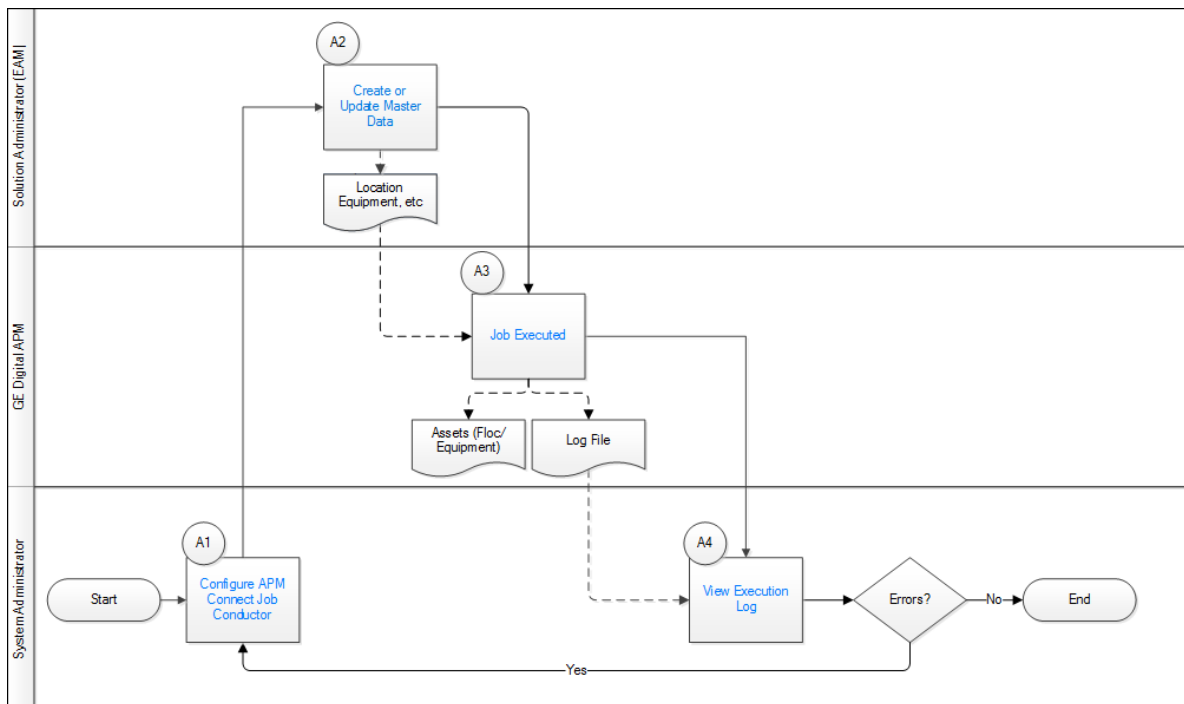 Solution Administrator (EAM)
A2
Create or
Update Master
Data
Location
Equipment, etc
GE Digital APM
A3
Job Executed
Assets (Floc/
Equipment)
Log File
System Administrator
Start
A1
Configure APM
Connect Job
Conductor
A4
View Execution
Log
Errors?
No
End
Yes